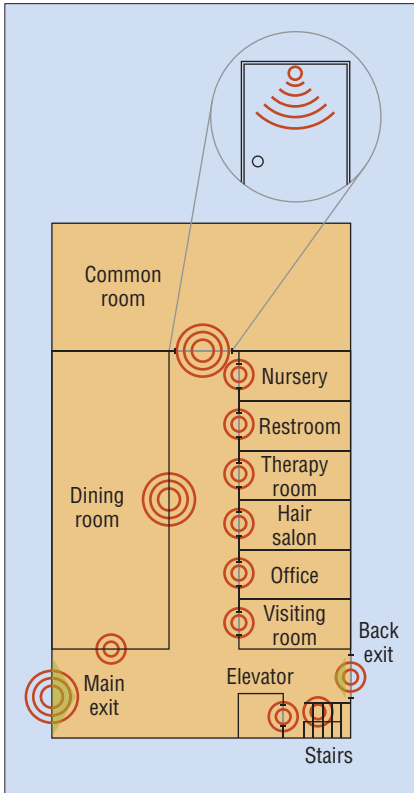 Common
room
Nursery
Restroom
Therapy
room
Dining
room
Hair
salon
Office
Visiting
room
Back
exit
Main
exit
Elevator
Stairs